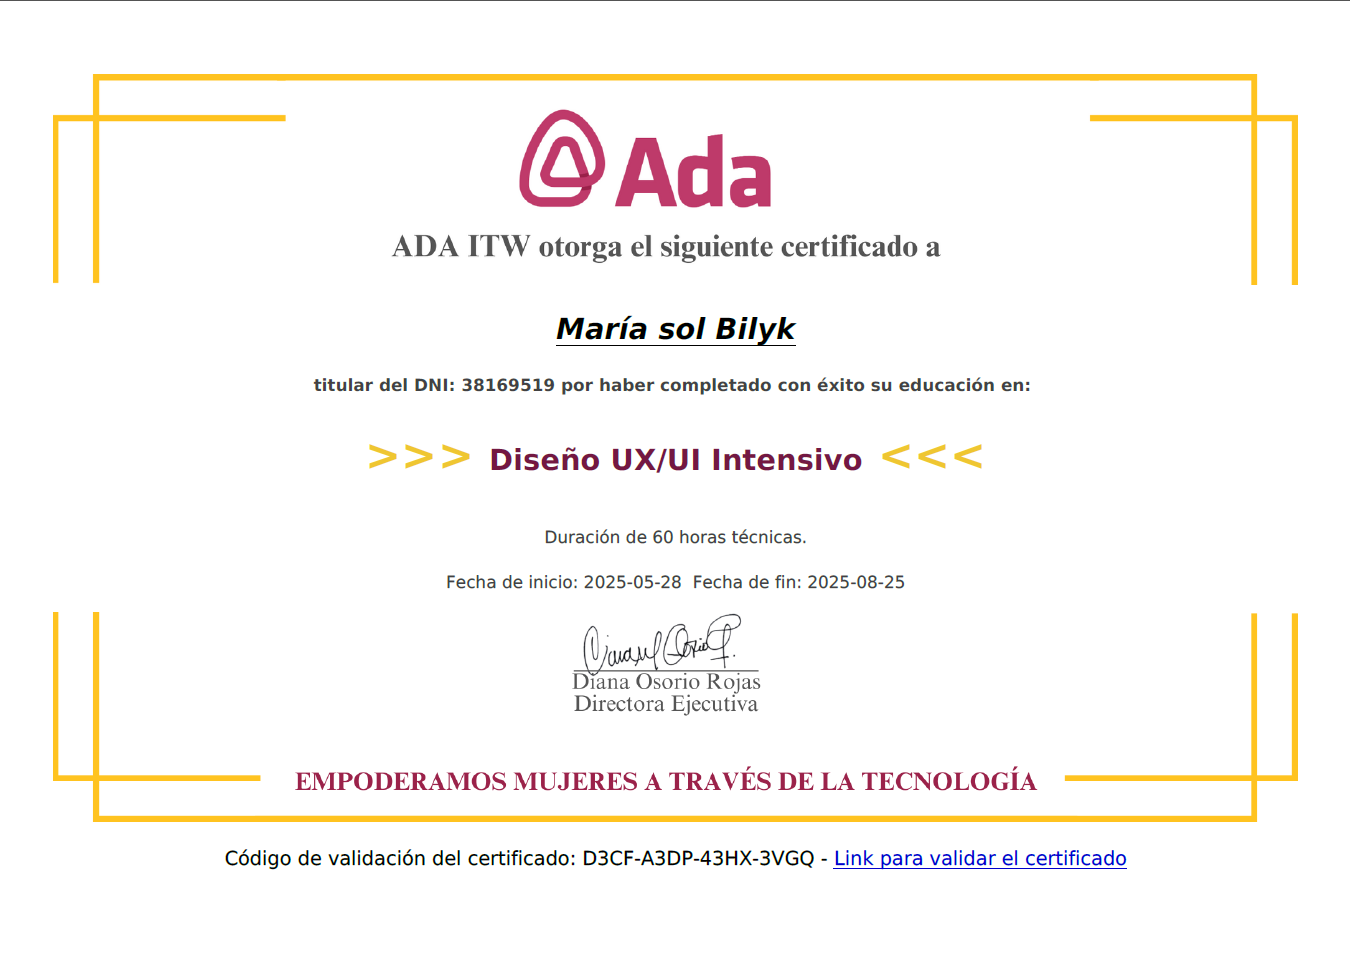 Ada
ADA ITW otorga el siguiente certificado a
María sol Bilyk
titular del DNI: 38169519 por haber completado con éxito su educación en:
>>> Diseño UX/UI Intensivo <<<
Duración de 60 horas técnicas.
Fecha de inicio: 2025-05-28 Fecha de fin: 2025-08-25
Diana Osorio Rojas
Directora Ejecutiva
EMPODERAMOS MUJERES A TRAVÉS DE LA TECNOLOGÍA
Código de validación del certificado: D3CF-A3DP-43HX-3VGQ - Link para validar el certificado